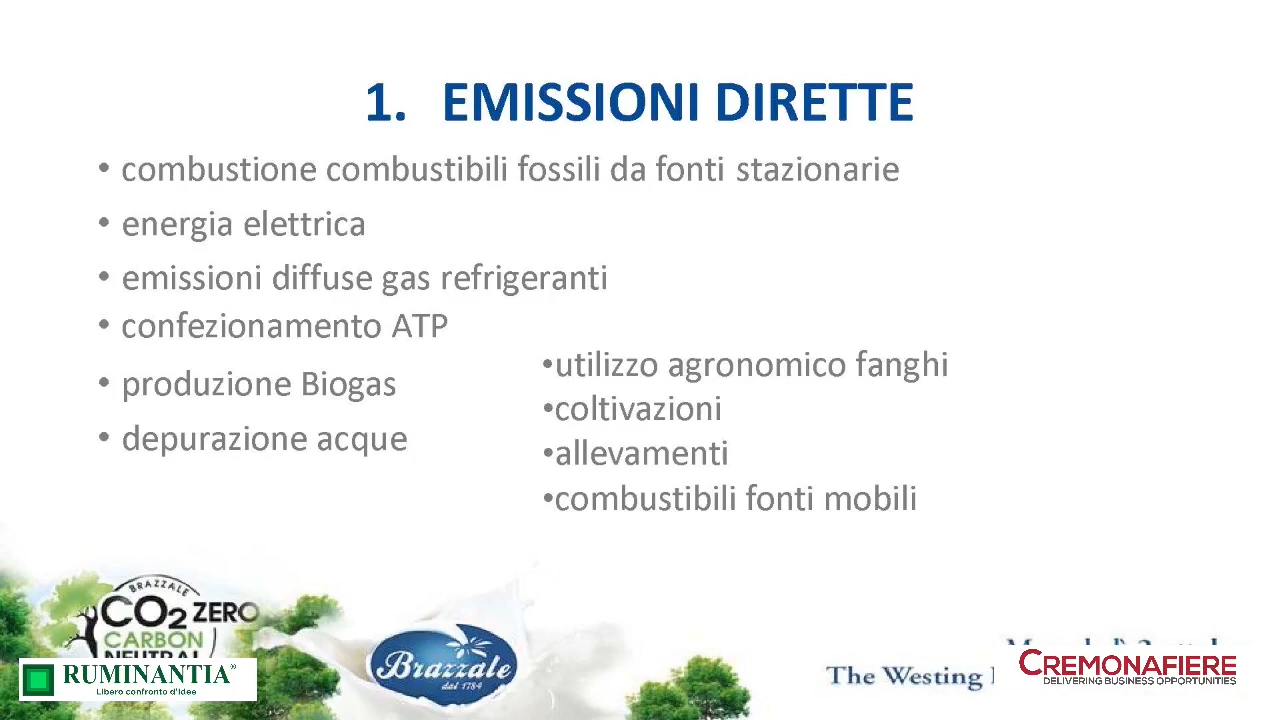 1. EMISSIONI DIRETTE
• combustione combustibili fossili da fonti stazionarie
• energia elettrica
• emissioni diffuse gas refrigeranti
• confezionamento ATP
• produzione Biogas
• depurazione acque
•utilizzo agronomico fanghi
•coltivazioni
•allevamenti
•combustibili fonti mobili
BRAZZALE
CO2 ZERO
CARBON
NEUTRAL
RUMINANTIA®
Libero confronto d'idee
Brazzale
dal 1784
The Westing
CREMONAFIERE
DELIVERING BUSINESS OPPORTUNITIES